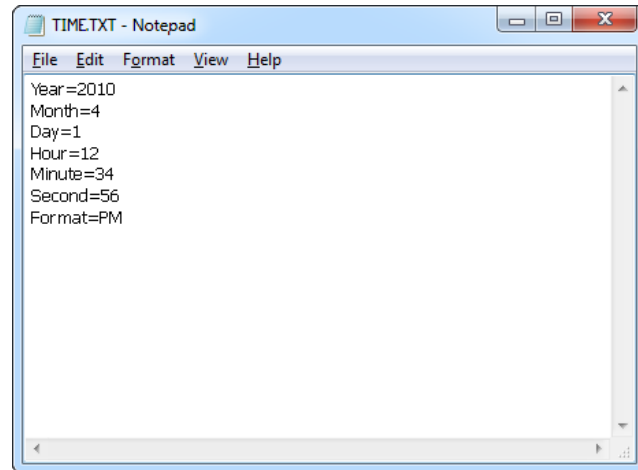 TIME.TXT - Notepad
File Edit Format View Help
Year=2010
Month=4
Day=1
Hour=12
Minute=34
Second=56
Format=PM